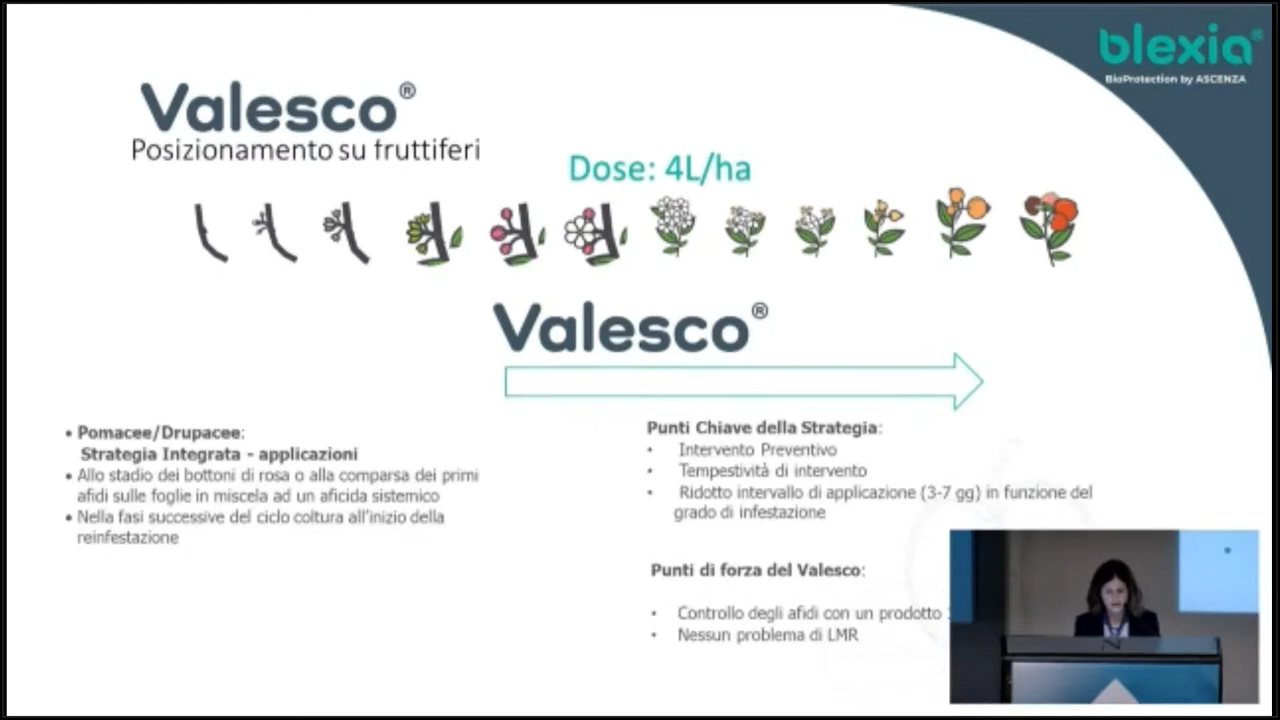 blexia®
BioProtection by ASCENZA
Valesco®
Posizionamento su fruttiferi
Dose: 4L/ha
Valesco®
• Pomacee/Drupacee:
Strategia Integrata - applicazioni
• Allo stadio dei bottoni di rosa o alla comparsa dei primi
afidi sulle foglie in miscela ad un aficida sistemico
• Nella fasi successive del ciclo coltura all'inizio della
reinfestazione
Punti Chiave della Strategia:
• Intervento Preventivo
• Tempestività di intervento
• Ridotto intervallo di applicazione (3-7 gg) in funzione del
grado di infestazione
Punti di forza del Valesco:
• Controllo degli afidi con un prodotto
• Nessun problema di LMR